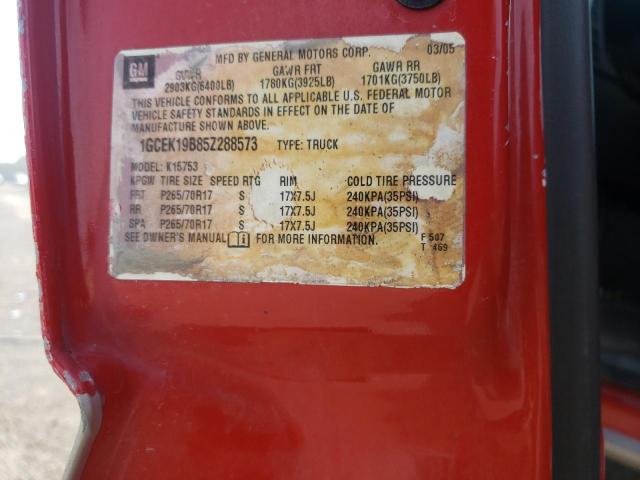 MFD BY GENERAL MOTORS CORP. 03/05
GM
GVWR GAWR FRT GAWR RR
2903KG(6400LB) 1780KG(3925LB) 1701KG(3750LB)
THIS VEHICLE CONFORMS TO ALL APPLICABLE U.S. FEDERAL MOTOR
VEHICLE SAFETY STANDARDS IN EFFECT ON THE DATE OF
MANUFACTURE SHOWN ABOVE.
1GCEK19B85Z288573 TYPE: TRUCK
MODEL: K15753
KPGW TIRE SIZE SPEED RTG RIM COLD TIRE PRESSURE
FRT P265/70R17 S 17X7.5J 240KPA(35PSI)
RR P265/70R17 S 17X7.5J 240KPA(35PSI)
SPA P265/70R17 S 17X7.5J 240KPA(35PSI)
SEE OWNER'S MANUAL FOR MORE INFORMATION. F 507
T 469